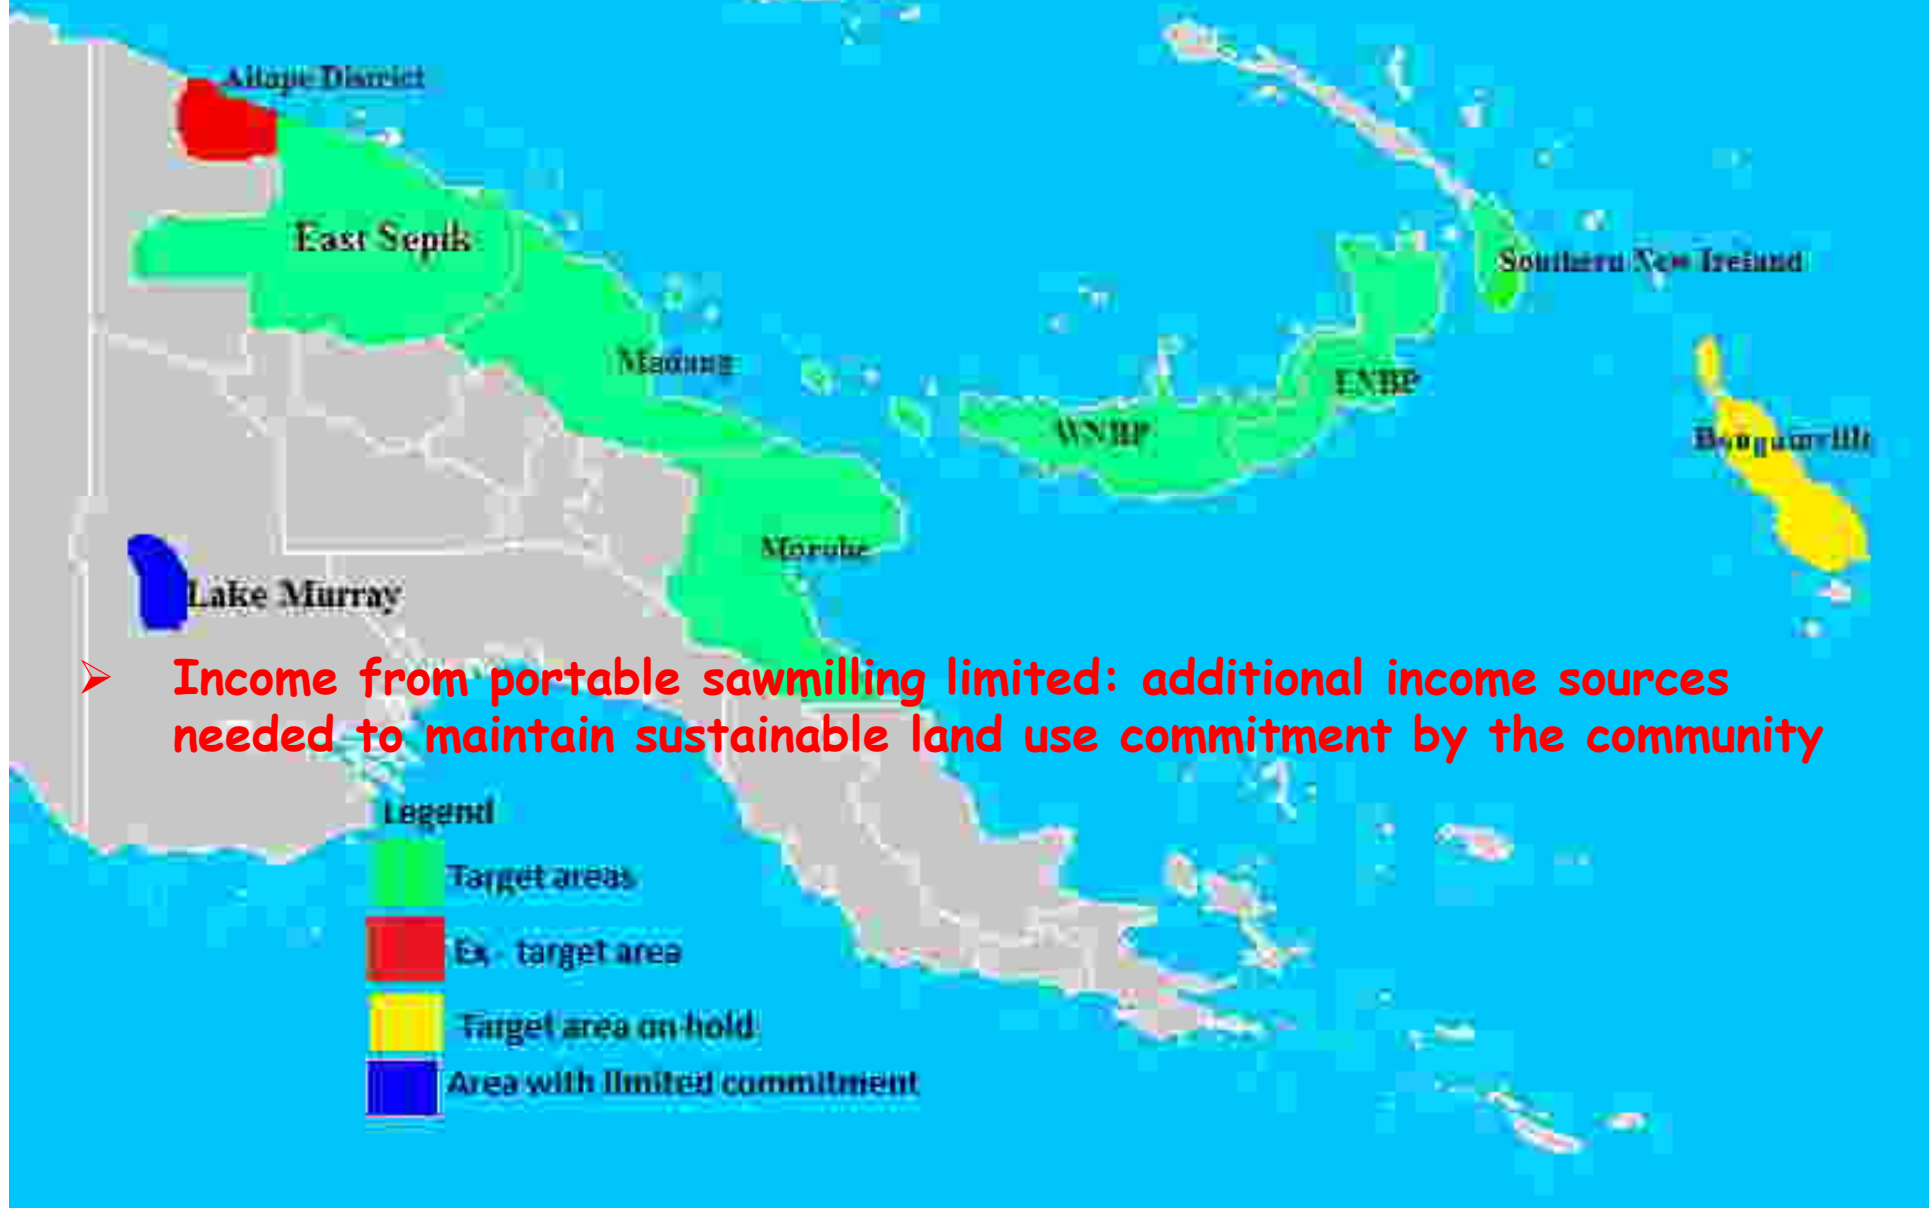 Aitape District
East Sepik
Southern New Ireland
Madang
ENBP
WNBP
Bougainville
Morobe
Lake Murray
➢ Income from portable sawmilling limited: additional income sources
needed to maintain sustainable land use commitment by the community
Legend
Target areas
Ex - target area
Target area on-hold
Area with limited commitment